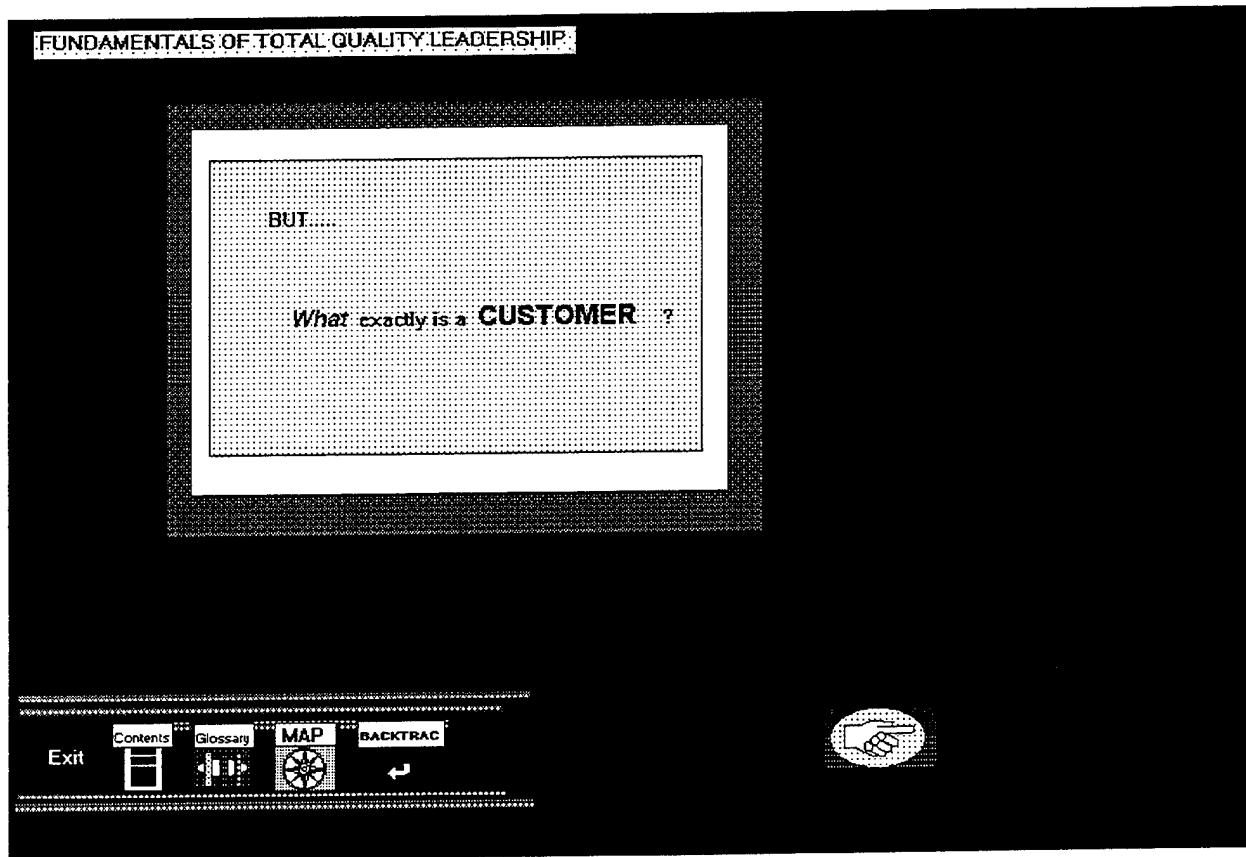 FUNDAMENTALS OF TOTAL QUALITY LEADERSHIP
BUT.....
What exactly is a CUSTOMER ?
Exit
Contents
Glossary
MAP
BACKTRAC